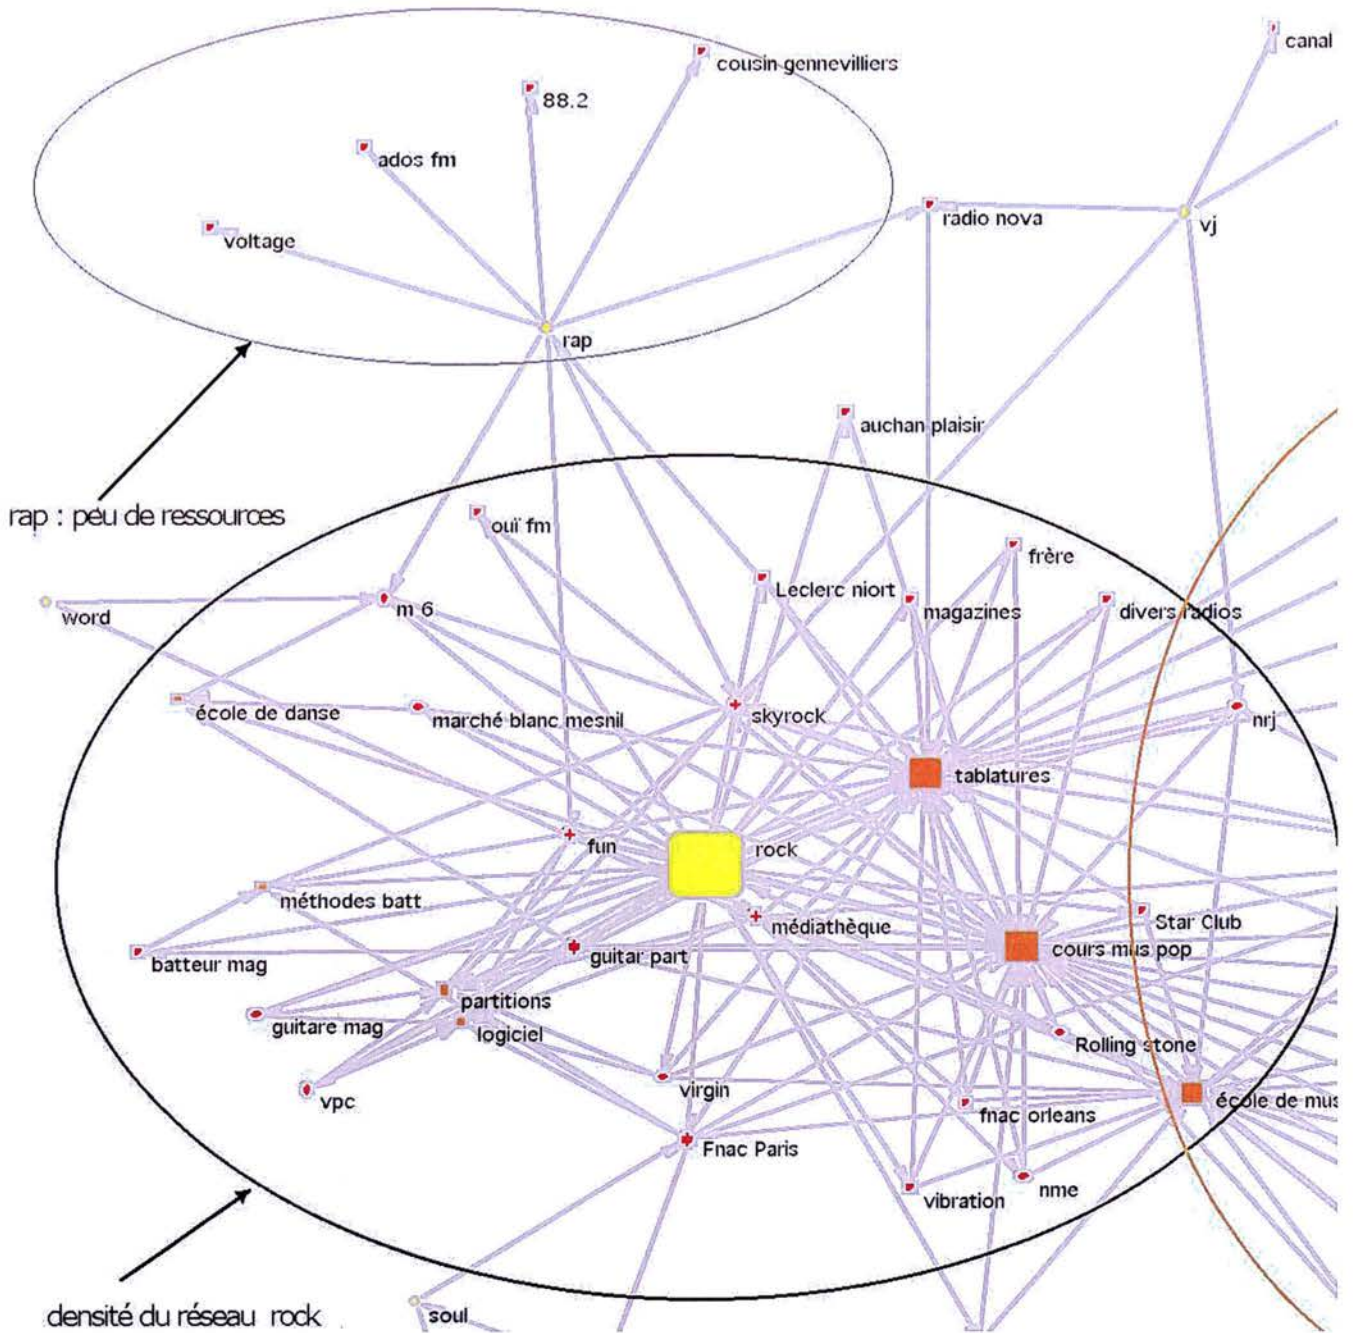 canal
cousin gennevilliers
88.2
ados fm
radio nova
vj
voltage
rap
auchan plaisir
rap : peu de ressources
ouï fm
frère
Leclerc niort
magazines
divers radios
word
m 6
école de danse
marché blanc mesnil
skyrock
nrj
tablatures
fun
rock
méthodes batt
médiathèque
Star Club
batteur mag
guitar part
cours mus pop
partitions
guitare mag
logiciel
Rolling stone
vpc
virgin
fnac orleans
école de mus
Fnac Paris
vibration
nme
densité du réseau rock
soul